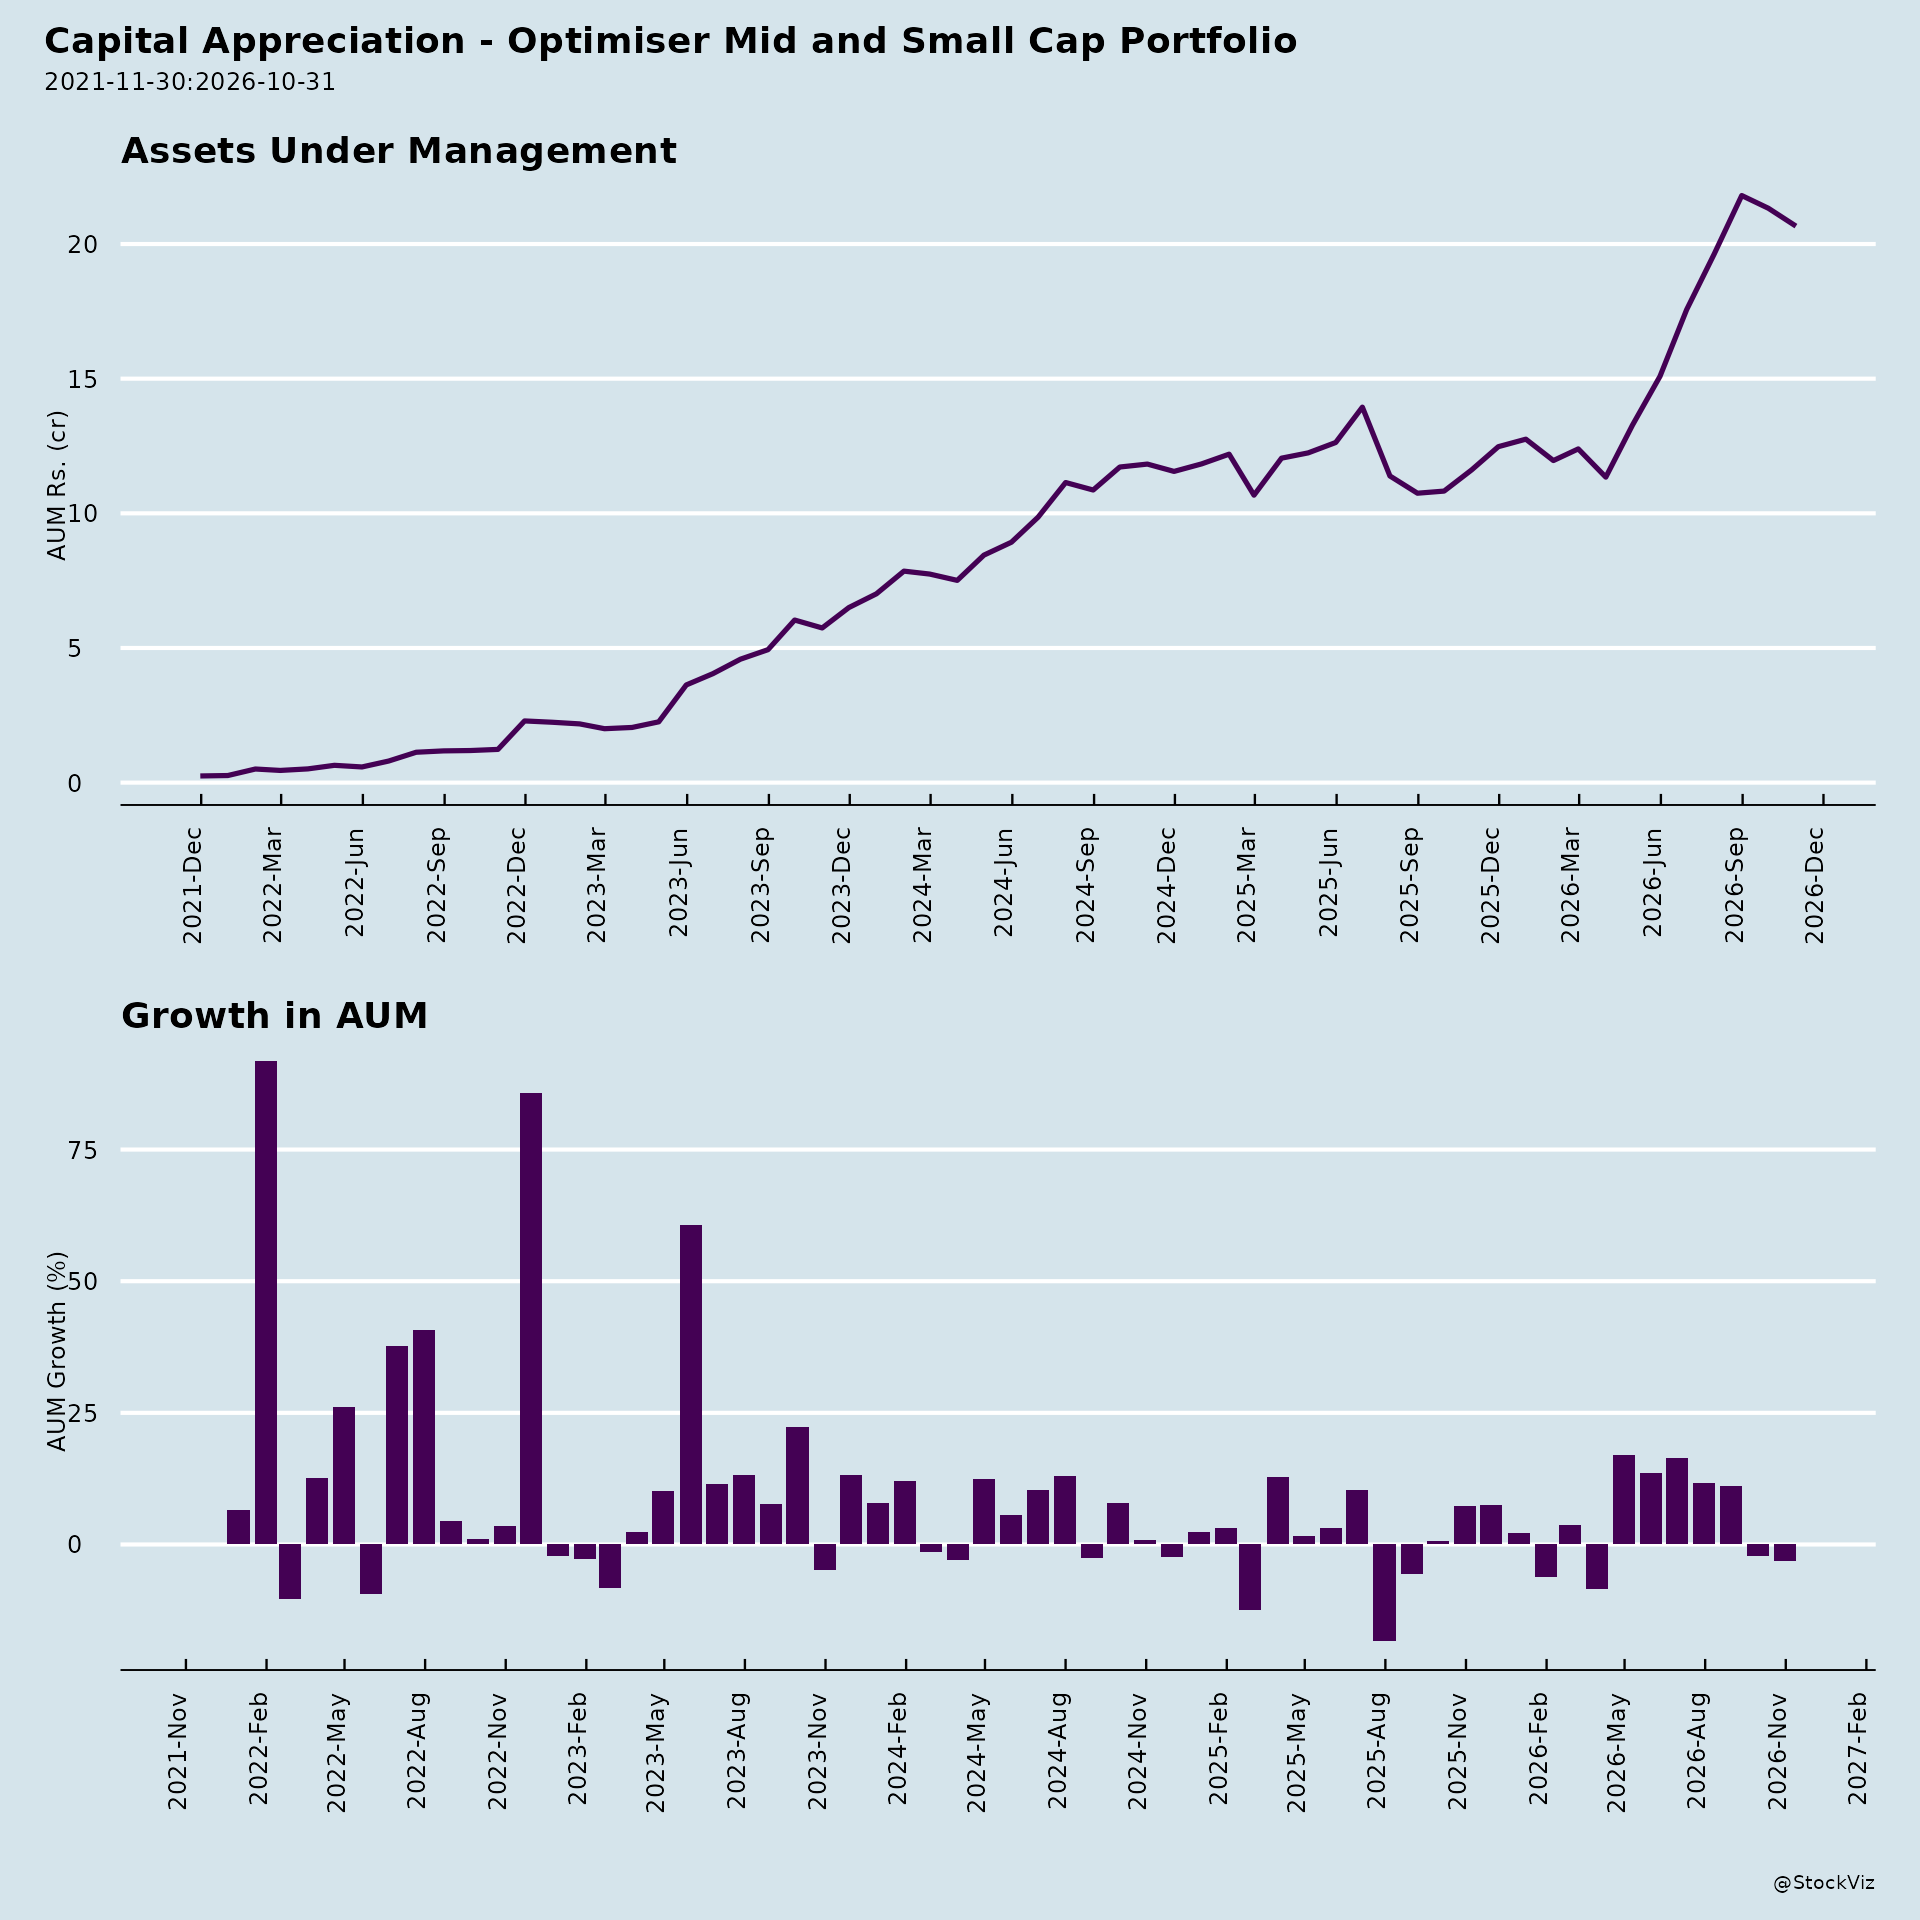 Capital Appreciation - Optimiser Mid and Small Cap Portfolio
2021-11-30:2026-10-31
Assets Under Management
AUM Rs. (cr)
20
15
10
5
0
2021-Dec
2022-Mar
2022-Jun
2022-Sep
2022-Dec
2023-Mar
2023-Jun
2023-Sep
2023-Dec
2024-Mar
2024-Jun
2024-Sep
2024-Dec
2025-Mar
2025-Jun
2025-Sep
2025-Dec
2026-Mar
2026-Jun
2026-Sep
2026-Dec
Growth in AUM
AUM Growth (%)
75
50
25
0
2021-Nov
2022-Feb
2022-May
2022-Aug
2022-Nov
2023-Feb
2023-May
2023-Aug
2023-Nov
2024-Feb
2024-May
2024-Aug
2024-Nov
2025-Feb
2025-May
2025-Aug
2025-Nov
2026-Feb
2026-May
2026-Aug
2026-Nov
2027-Feb
@StockViz